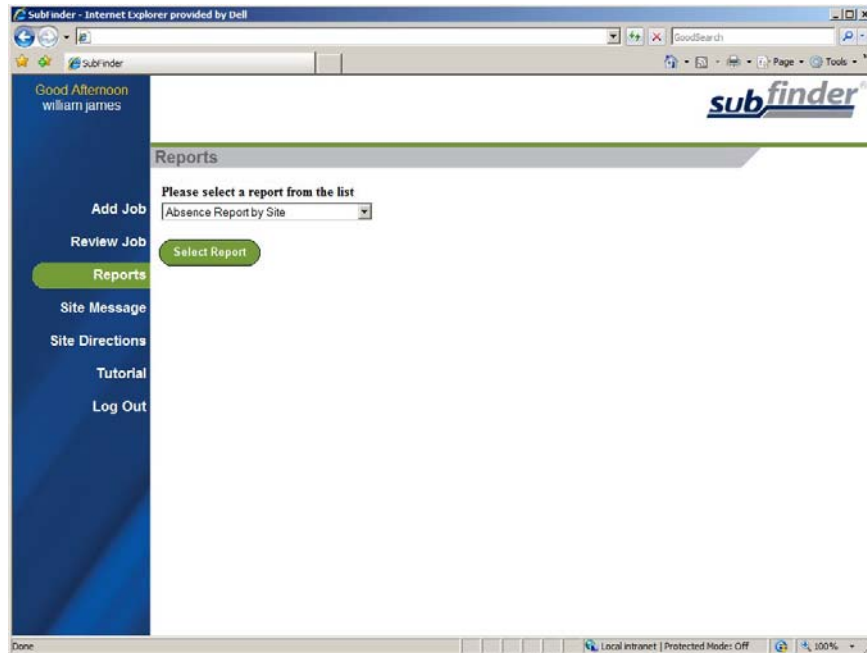 SubFinder - Internet Explorer provided by Dell
GoodSearch
SubFinder
Page
Tools
Good Afternoon
william james
subfinder®
Reports
Please select a report from the list
Absence Report by Site
Select Report
Add Job
Review Job
Reports
Site Message
Site Directions
Tutorial
Log Out
Done
Local intranet | Protected Mode: Off
100%